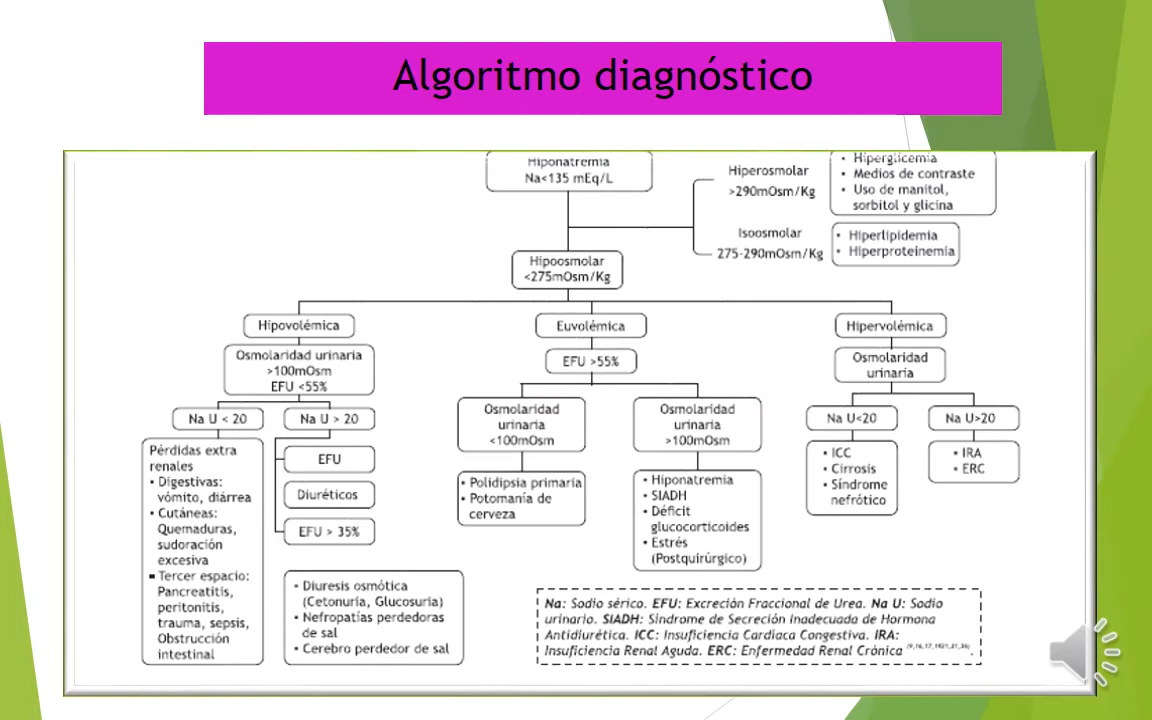 Algoritmo diagnóstico
Hiponatremia
Na<135 mEq/L
Hiperosmolar
>290mOsm/Kg
• Hiperglicemia
• Medios de contraste
• Uso de manitol,
sorbitol y glicina
Isoosmolar
275-290mOsm/Kg
• Hiperlipidemia
• Hiperproteinemia
Hipoosmolar
<275mOsm/Kg
Hipovolémica
Osmolaridad urinaria
>100mOsm
EFU <55%
Na U < 20
Pérdidas extra
renales
• Digestivas:
vómito, diárrea
• Cutáneas:
Quemaduras,
sudoración
excesiva
▪ Tercer espacio:
Pancreatitis,
peritonitis,
trauma, sepsis,
Obstrucción
intestinal
Na U > 20
EFU
Diuréticos
EFU > 35%
• Diuresis osmótica
(Cetonuria, Glucosuria)
• Nefropatías perdedoras
de sal
• Cerebro perdedor de sal
Euvolémica
EFU >55%
Osmolaridad
urinaria
<100mOsm
• Polidipsia primaria
• Potomanía de
cerveza
Osmolaridad
urinaria
>100mOsm
• Hiponatremia
• SIADH
• Déficit
glucocorticoides
• Estrés
(Postquirúrgico)
Hipervolémica
Osmolaridad
urinaria
Na U<20
• ICC
• Cirrosis
• Síndrome
nefrótico
Na U>20
• IRA
• ERC
Na: Sodio sérico. EFU: Excreción Fraccional de Urea. Na U: Sodio
urinario. SIADH: Síndrome de Secreción Inadecuada de Hormona
Antidiurética. ICC: Insuficiencia Cardíaca Congestiva. IRA:
Insuficiencia Renal Aguda. ERC: Enfermedad Renal Crónica